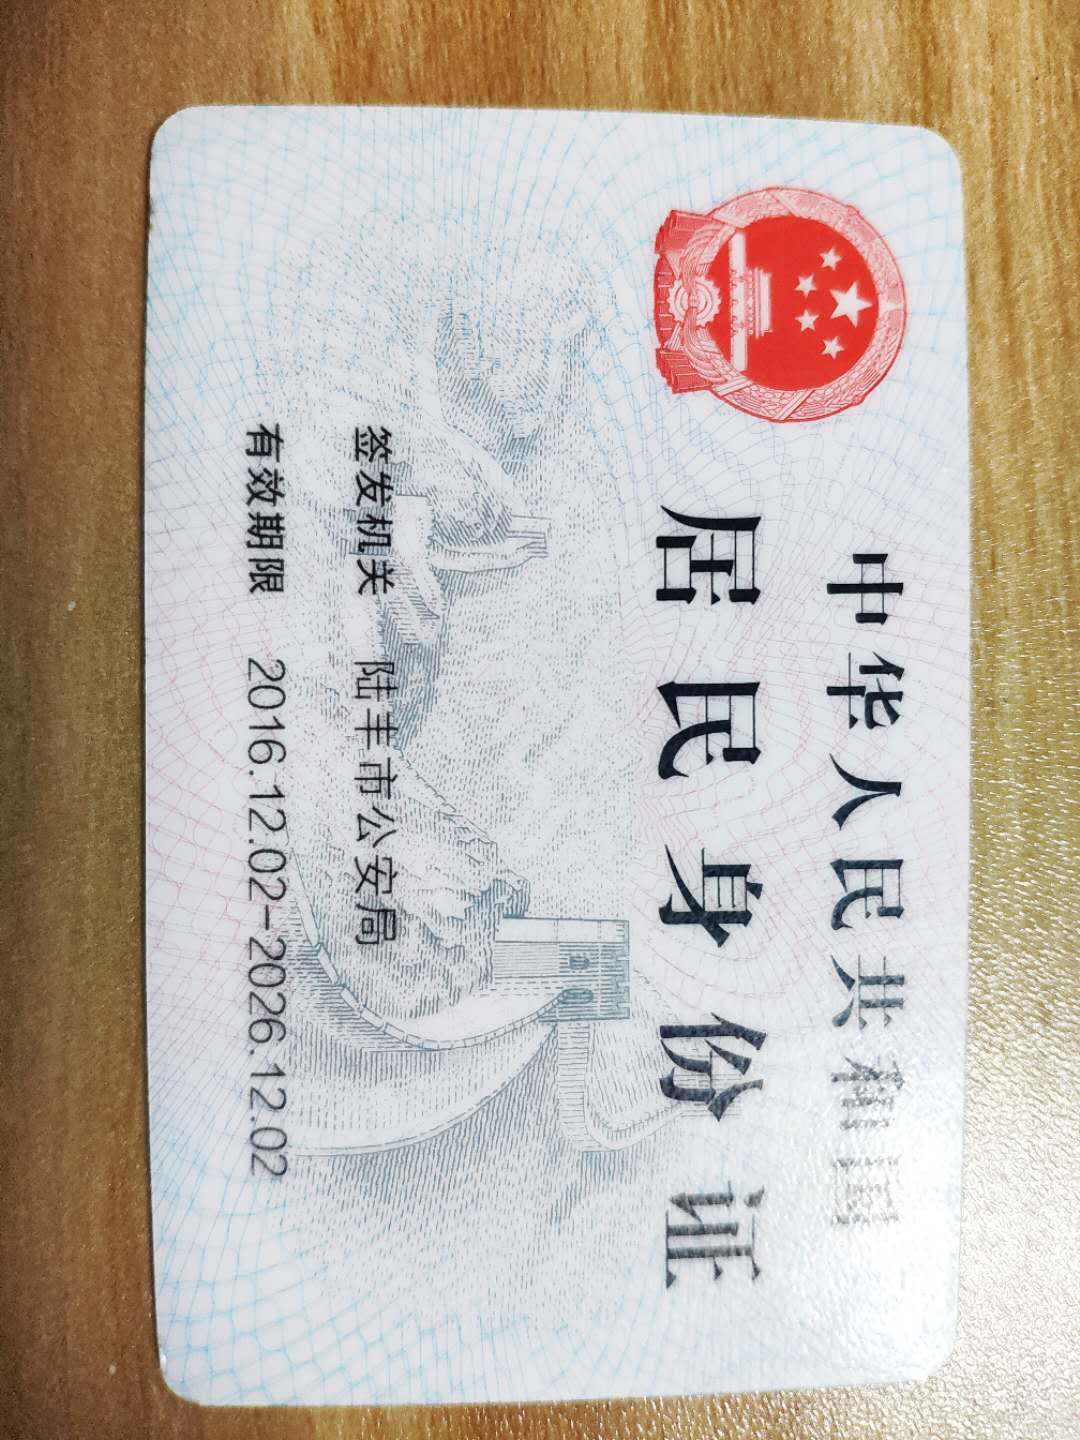 中华人民共和国
居民身份证
签发机关 陆丰市公安局
有效期限 2016.12.02-2026.12.02